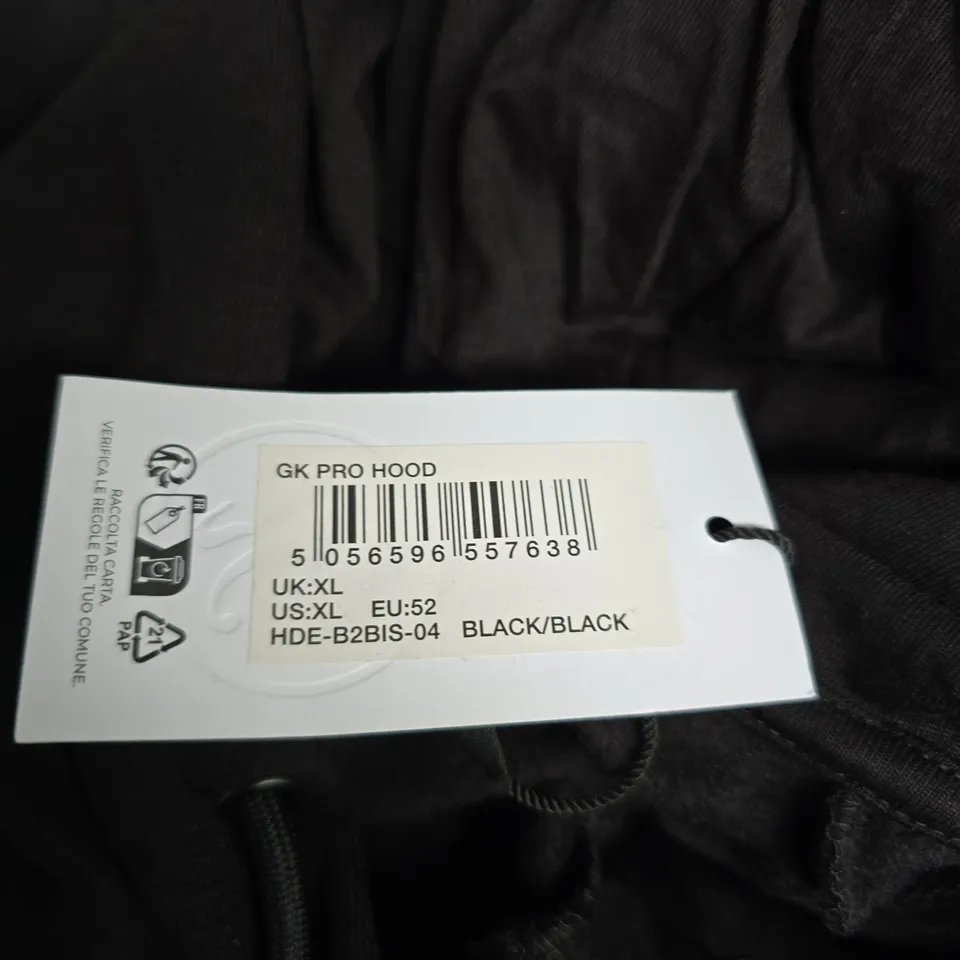 GK PRO HOOD
5 056596 557638
UK:XL
US:XL EU:52
HDE-B2BIS-04 BLACK/BLACK
FR
21
PAP
RACCOLTA CARTA.
VERIFICA LE REGOLE DEL TUO COMUNE.